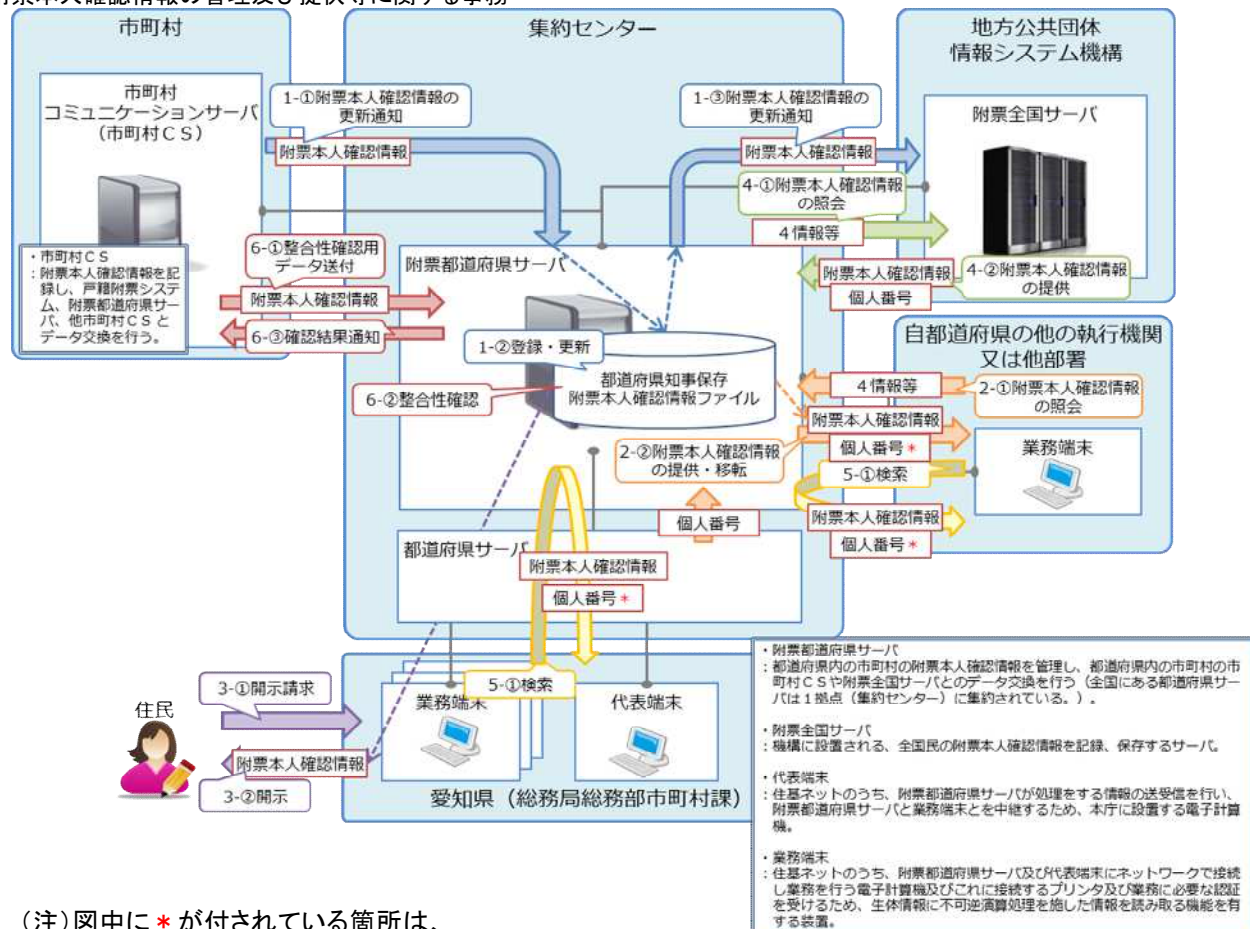 附票本人確認情報の管理及び提供等に関する事務
市町村
集約センター
地方公共団体
情報システム機構
市町村
コミュニケーションサーバ
(市町村CS)
1-①附票本人確認情報の
更新通知
附票本人確認情報
1-③附票本人確認情報の
更新通知
附票本人確認情報
附票全国サーバ
4-①附票本人確認情報
の照会
4情報等
附票本人確認情報
個人番号
4-②附票本人確認情報
の提供
・市町村CS
:附票本人確認情報を記
録し、戸籍附票システ
ム、附票都道府県サー
バ、他市町村CSと
データ交換を行う。
6-①整合性確認用
データ送付
附票本人確認情報
6-③確認結果通知
附票都道府県サーバ
1-②登録・更新
都道府県知事保存
附票本人確認情報ファイル
6-②整合性確認
自都道府県の他の執行機関
又は他部署
4情報等
2-①附票本人確認情報
の照会
附票本人確認情報
個人番号*
2-②附票本人確認情報
の提供・移転
業務端末
5-①検索
附票本人確認情報
個人番号*
個人番号
都道府県サーバ
附票本人確認情報
個人番号*
3-①開示請求
住民
附票本人確認情報
3-②開示
5-①検索
業務端末
代表端末
愛知県(総務局総務部市町村課)
・附票都道府県サーバ
:都道府県内の市町村の附票本人確認情報を管理し、都道府県内の市町村の市
町村CSや附票全国サーバとのデータ交換を行う(全国にある都道府県サー
バは1拠点(集約センター)に集約されている。)。
・附票全国サーバ
:機構に設置される、全国民の附票本人確認情報を記録、保存するサーバ。
・代表端末
:住基ネットのうち、附票都道府県サーバが処理をする情報の送受信を行い、
附票都道府県サーバと業務端末とを中継するため、本庁に設置する電子計算
機。
・業務端末
:住基ネットのうち、附票都道府県サーバ及び代表端末にネットワークで接続
し業務を行う電子計算機及びこれに接続するプリンタ及び業務に必要な認証
を受けるため、生体情報に不可逆演算処理を施した情報を読み取る機能を有
する装置。
(注)図中に*が付されている箇所は、